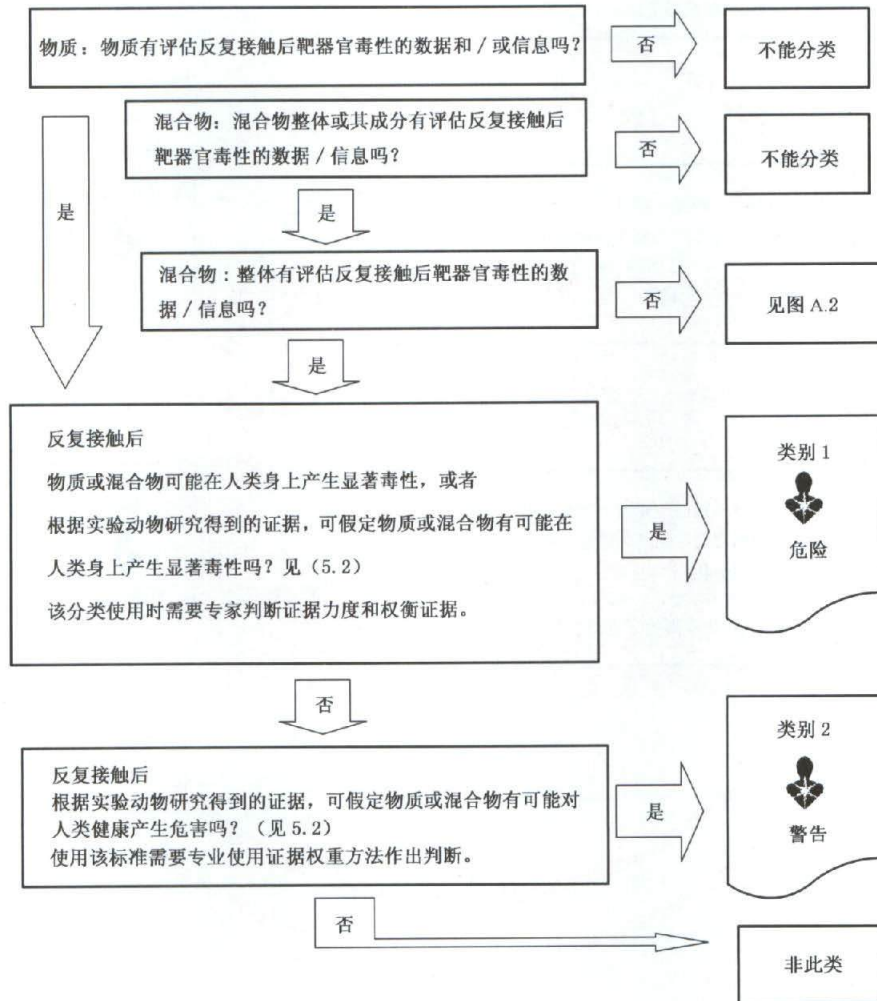 物质：物质有评估反复接触后靶器官毒性的数据和／或信息吗？
否
不能分类
混合物：混合物整体或其成分有评估反复接触后
靶器官毒性的数据／信息吗？
否
不能分类
是
是
混合物：整体有评估反复接触后靶器官毒性的数
据／信息吗？
否
见图 A.2
是
反复接触后
物质或混合物可能在人类身上产生显著毒性，或者
根据实验动物研究得到的证据，可假定物质或混合物有可能在
人类身上产生显著毒性吗？见（5.2）
该分类使用时需要专家判断证据力度和权衡证据。
是
类别 1
危险
否
反复接触后
根据实验动物研究得到的证据，可假定物质或混合物有可能对
人类健康产生危害吗？（见 5.2）
使用该标准需要专业使用证据权重方法作出判断。
是
类别 2
警告
否
非此类